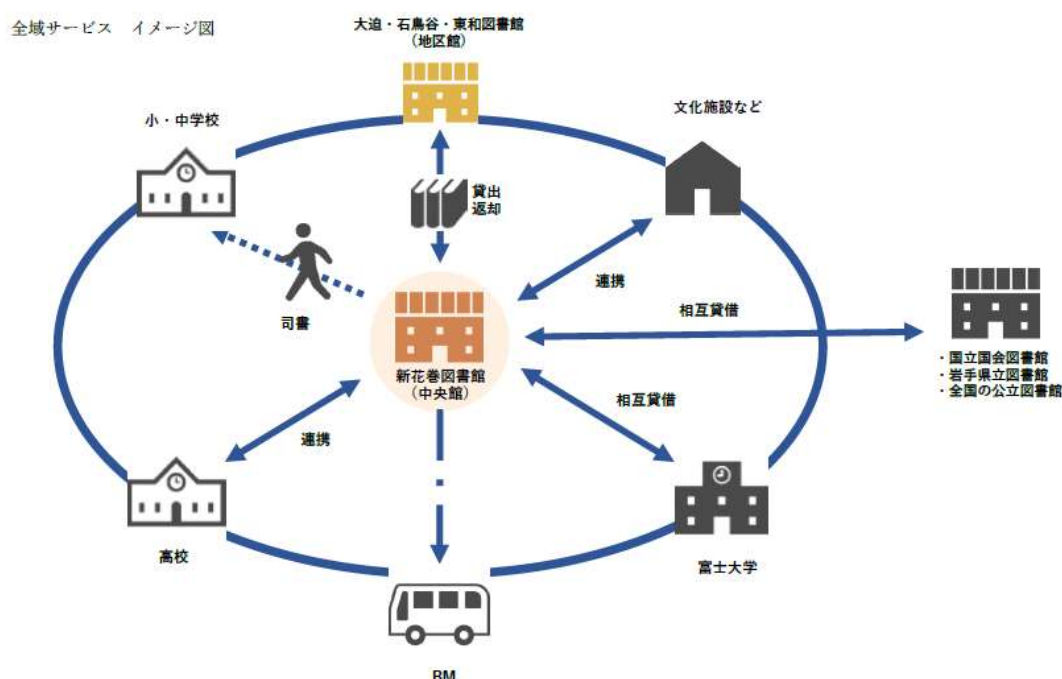 全域サービス　イメージ図
大迫・石鳥谷・東和図書館
（地区館）
小・中学校
文化施設など
貸出
返却
連携
司書
相互貸借
新花巻図書館
（中央館）
・国立国会図書館
・岩手県立図書館
・全国の公立図書館
相互貸借
連携
高校
富士大学
BM